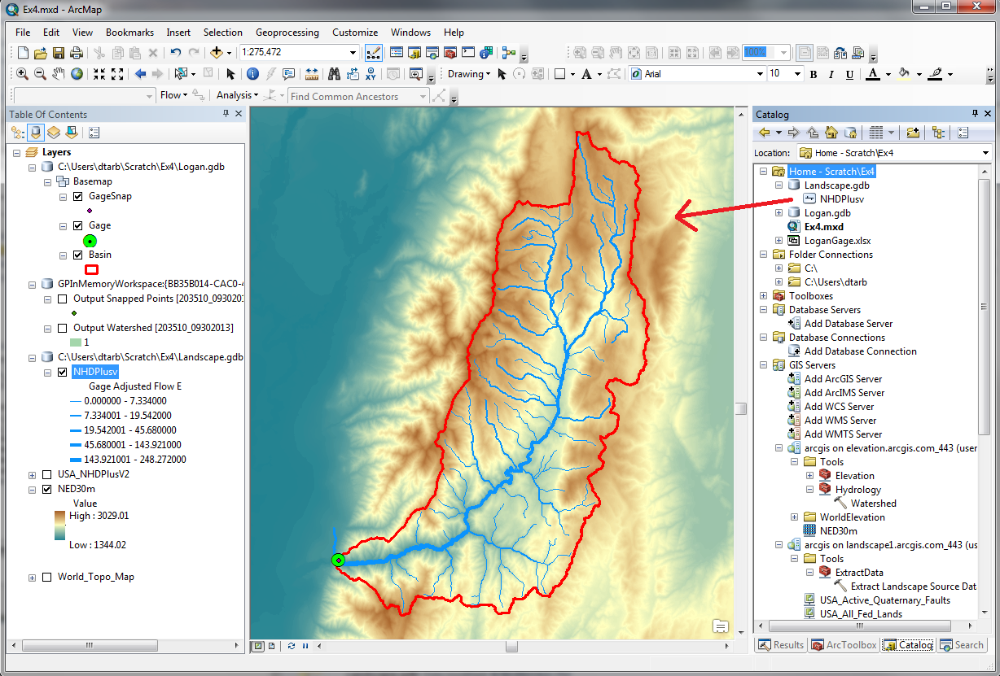 Ex4.mxd - ArcMap
File Edit View Bookmarks Insert Selection Geoprocessing Customize Windows Help
1:275,472
100%
Drawing
A
Arial
10
B I U A
Flow
Analysis
Find Common Ancestors
Table Of Contents
Layers
C:\Users\dtarb\Scratch\Ex4\Logan.gdb
Basemap
GageSnap
Gage
Basin
GPInMemoryWorkspace:{BB35B014-CAC0-4
Output Snapped Points [203510_0930201
Output Watershed [203510_09302013]
1
C:\Users\dtarb\Scratch\Ex4\Landscape.gdb
NHDPlusv
Gage Adjusted Flow E
0.000000 - 7.334000
7.334001 - 19.542000
19.542001 - 45.680000
45.680001 - 143.921000
143.921001 - 248.272000
USA_NHDPlusV2
NED30m
Value
High : 3029.01
Low : 1344.02
World_Topo_Map
Catalog
Location: Home - Scratch\Ex4
Home - Scratch\Ex4
Landscape.gdb
NHDPlusv
Logan.gdb
Ex4.mxd
LoganGage.xlsx
Folder Connections
C:\
C:\Users\dtarb
Toolboxes
Database Servers
Add Database Server
Database Connections
Add Database Connection
GIS Servers
Add ArcGIS Server
Add ArcIMS Server
Add WCS Server
Add WMS Server
Add WMTS Server
arcgis on elevation.arcgis.com_443 (user
Tools
Elevation
Hydrology
Watershed
WorldElevation
NED30m
arcgis on landscape1.arcgis.com_443 (us
Tools
ExtractData
Extract Landscape Source Dat
USA_Active_Quaternary_Faults
USA_All_Fed_Lands
Results ArcToolbox Catalog Search